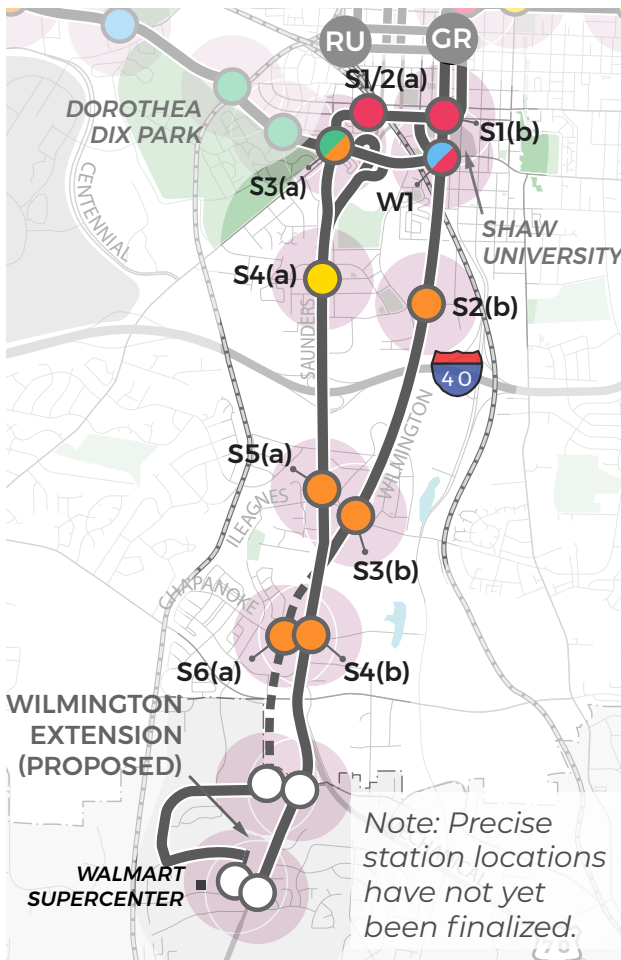 RU
GR
S1/2(a)
DOROTHEA
DIX PARK
S1(b)
CENTENNIAL
S3(a)
W1
SHAW
UNIVERSITY
S4(a)
SAUNDERS
S2(b)
40
WILMINGTON
S5(a)
ILEAGNES
S3(b)
CHAPANOKE
S6(a)
S4(b)
WILMINGTON
EXTENSION
(PROPOSED)
WALMART
SUPERCENTER
Note: Precise
station locations
have not yet
been finalized.
70